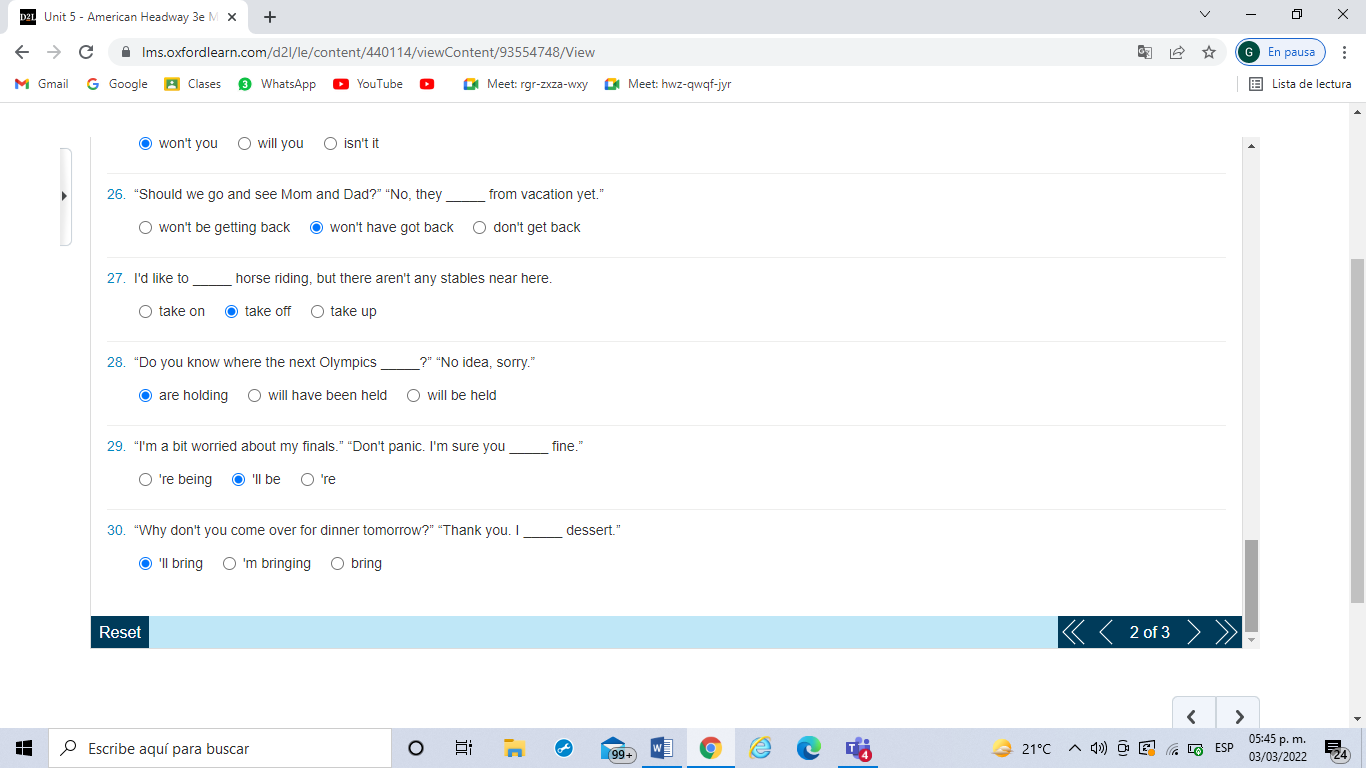 D2L Unit 5 - American Headway 3e M
lms.oxfordlearn.com/d2l/le/content/440114/viewContent/93554748/View
G En pausa
Gmail Google Clases 3 WhatsApp YouTube Meet: rgr-zxza-wxy Meet: hwz-qwqf-jyr Lista de lectura
won't you will you isn't it
26. “Should we go and see Mom and Dad?” “No, they _____ from vacation yet.”
won't be getting back won't have got back don't get back
27. I'd like to _____ horse riding, but there aren't any stables near here.
take on take off take up
28. “Do you know where the next Olympics _____?” “No idea, sorry.”
are holding will have been held will be held
29. “I'm a bit worried about my finals.” “Don't panic. I'm sure you _____ fine.”
're being 'll be 're
30. “Why don't you come over for dinner tomorrow?” “Thank you. I _____ dessert.”
'll bring 'm bringing bring
Reset 2 of 3
Escribe aquí para buscar 99+ 4 21°C ESP 05:45 p. m.
03/03/2022 24